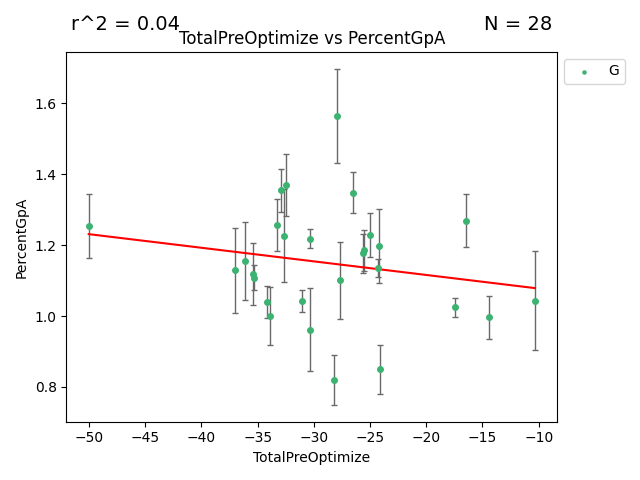 r^2 = 0.04
N = 28
TotalPreOptimize vs PercentGpA
G
PercentGpA
1.6
1.4
1.2
1.0
0.8
−50 −45 −40 −35 −30 −25 −20 −15 −10
TotalPreOptimize